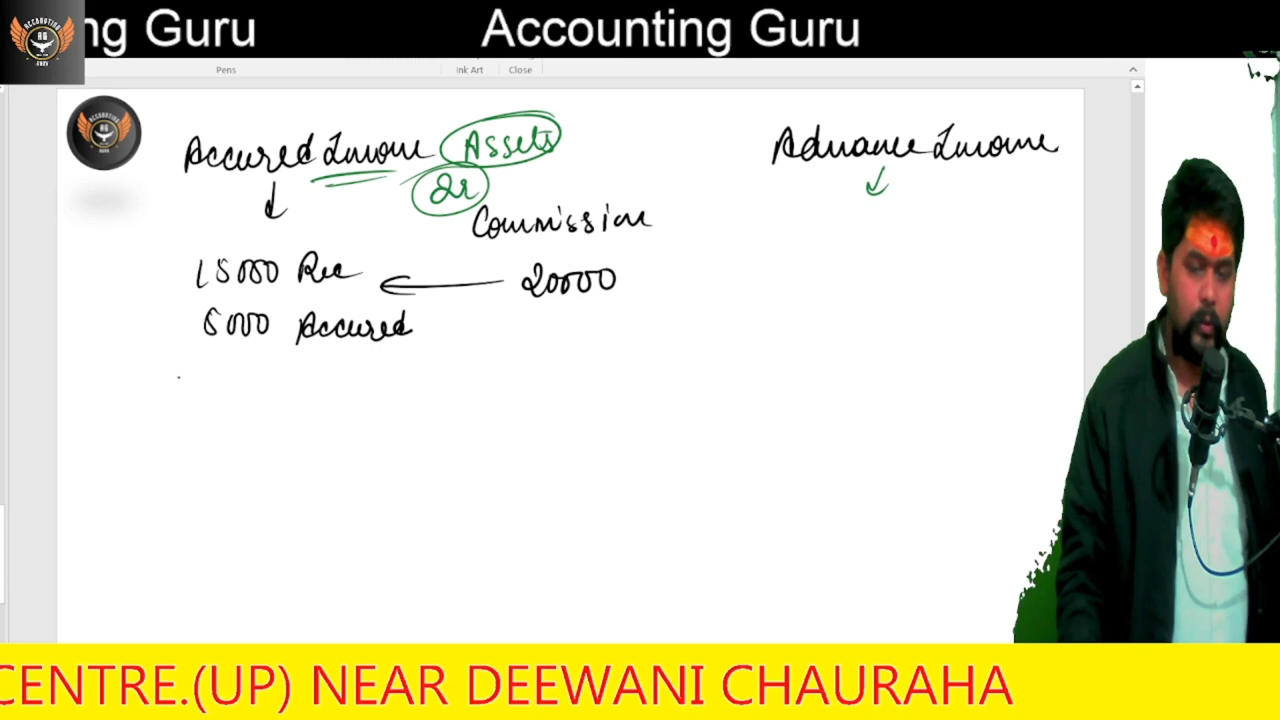 ng Guru Accounting Guru
Pens Ink Art Close
Accured Income Assets
Dr
Advance Income
Commission
15000 Rec 20000
5000 Accured
CENTRE.(UP) NEAR DEEWANI CHAURAHA